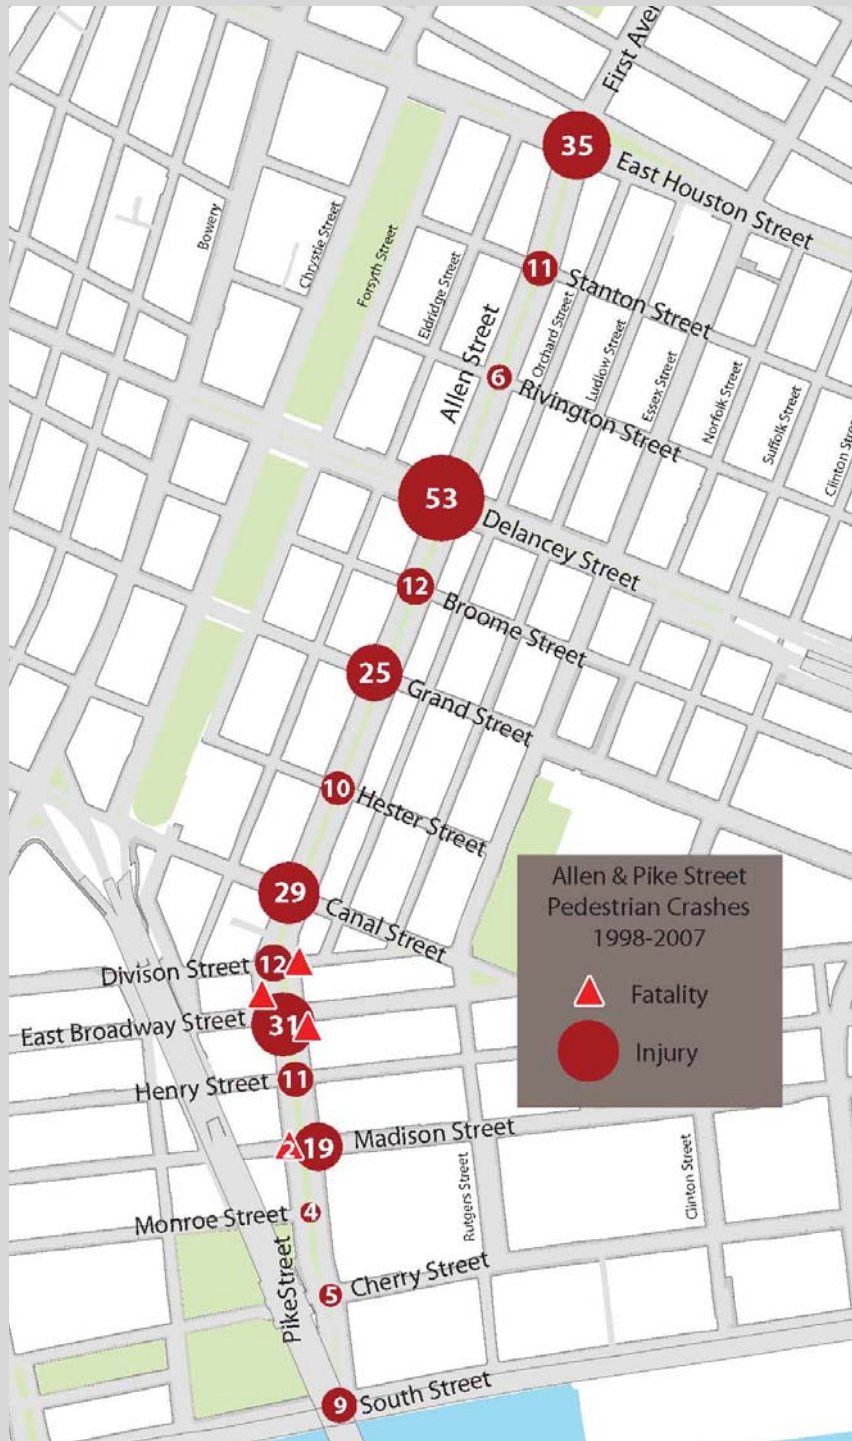 First Aven
35
East Houston Street
Bowery
Chrystie Street
Forsyth Street
Eldridge Street
11
Stanton Street
Allen Street
Orchard Street
Ludlow Street
Essex Street
Norfolk Street
Suffolk Street
Clinton Stree
6
Rivington Street
53
Delancey Street
12
Broome Street
25
Grand Street
10
Hester Street
29
Canal Street
Allen & Pike Street
Pedestrian Crashes
1998-2007
Fatality
Injury
Divison Street
12
East Broadway Street
31
Henry Street
11
2
19
Madison Street
Rutgers Street
Clinton Street
Monroe Street
4
PikeStreet
5
Cherry Street
9
South Street